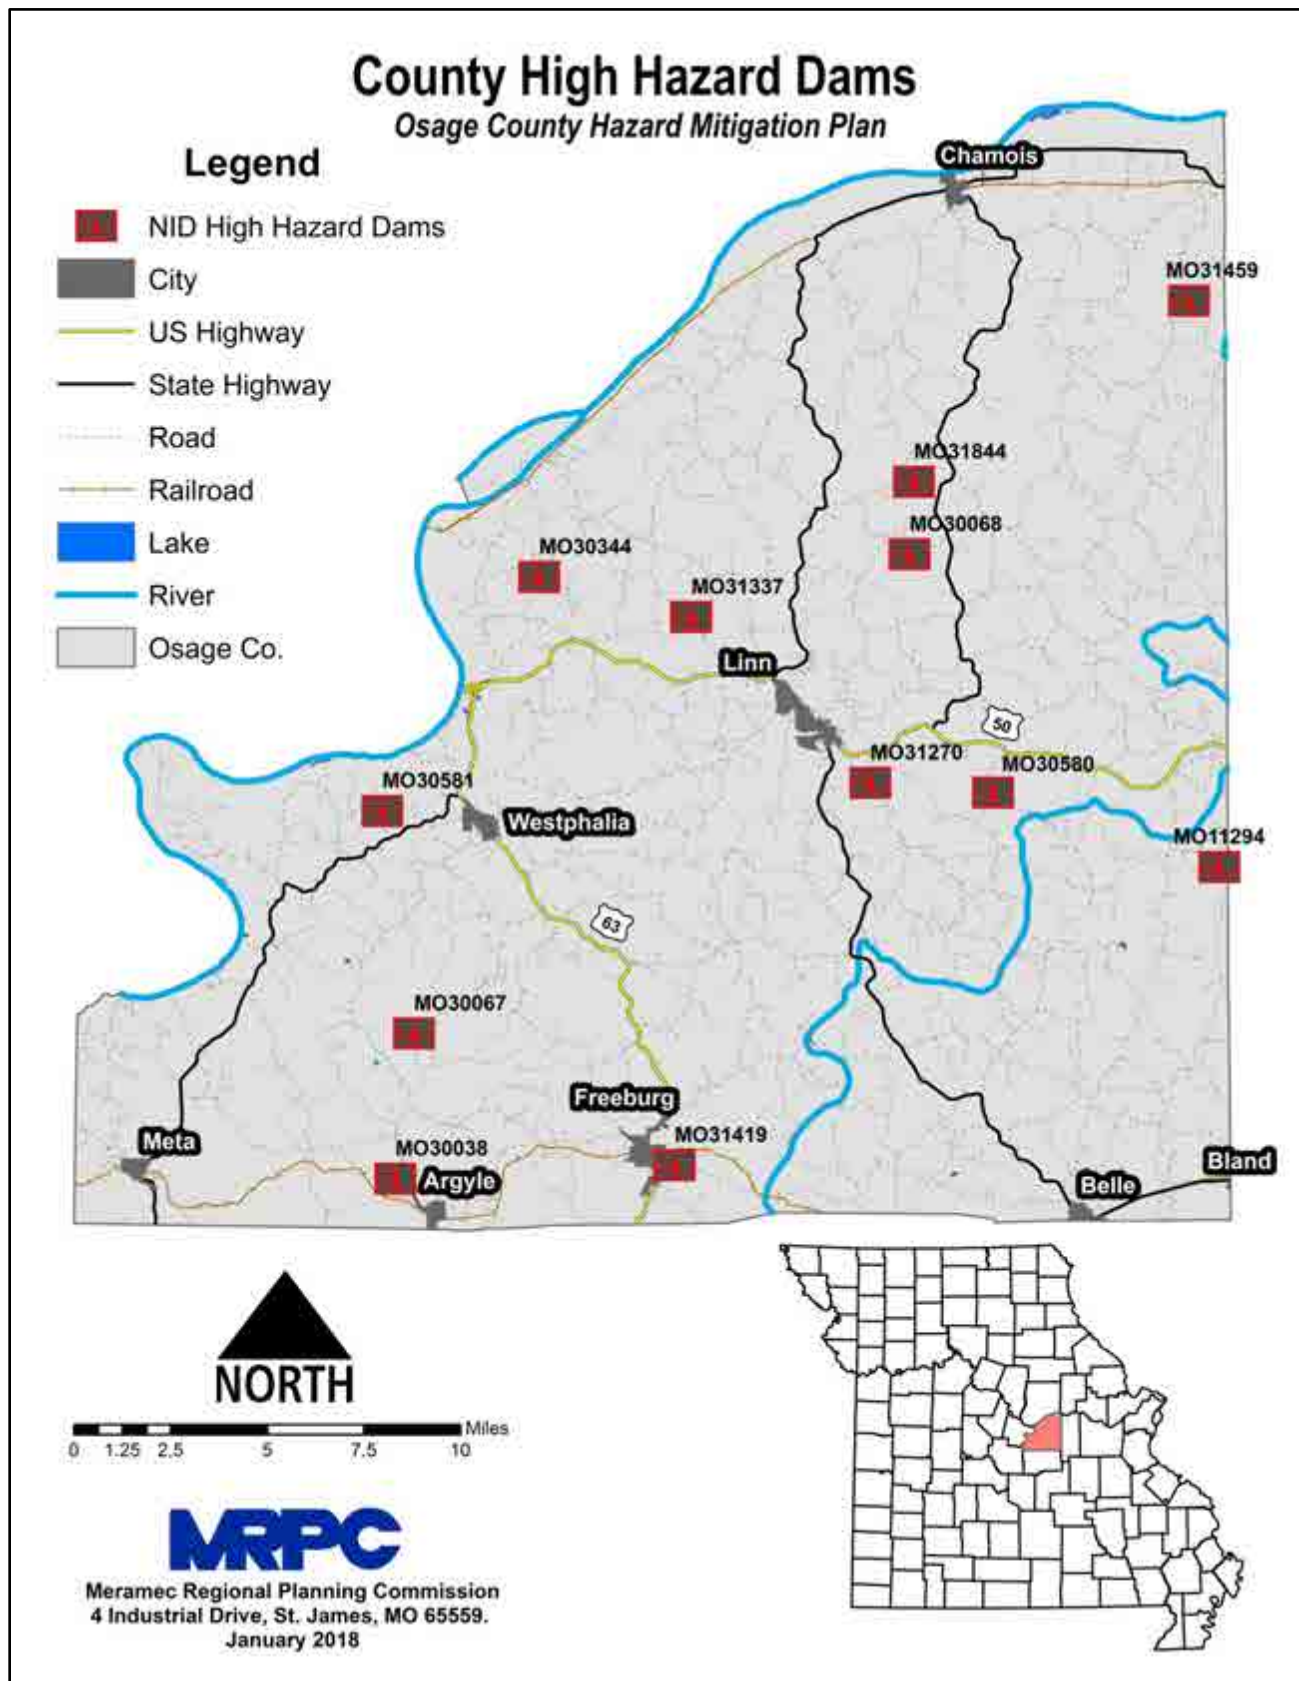 County High Hazard Dams
Osage County Hazard Mitigation Plan
Legend
NID High Hazard Dams
City
US Highway
State Highway
Road
Railroad
Lake
River
Osage Co.
Chamois
MO31459
MO31844
MO30068
MO30344
MO31337
Linn
50
MO31270
MO30580
MO30581
Westphalia
MO11294
63
MO30067
Freeburg
MO31419
Meta
MO30038
Argyle
Bland
Belle
NORTH
Miles
0 1.25 2.5 5 7.5 10
MRPC
Meramec Regional Planning Commission
4 Industrial Drive, St. James, MO 65559.
January 2018